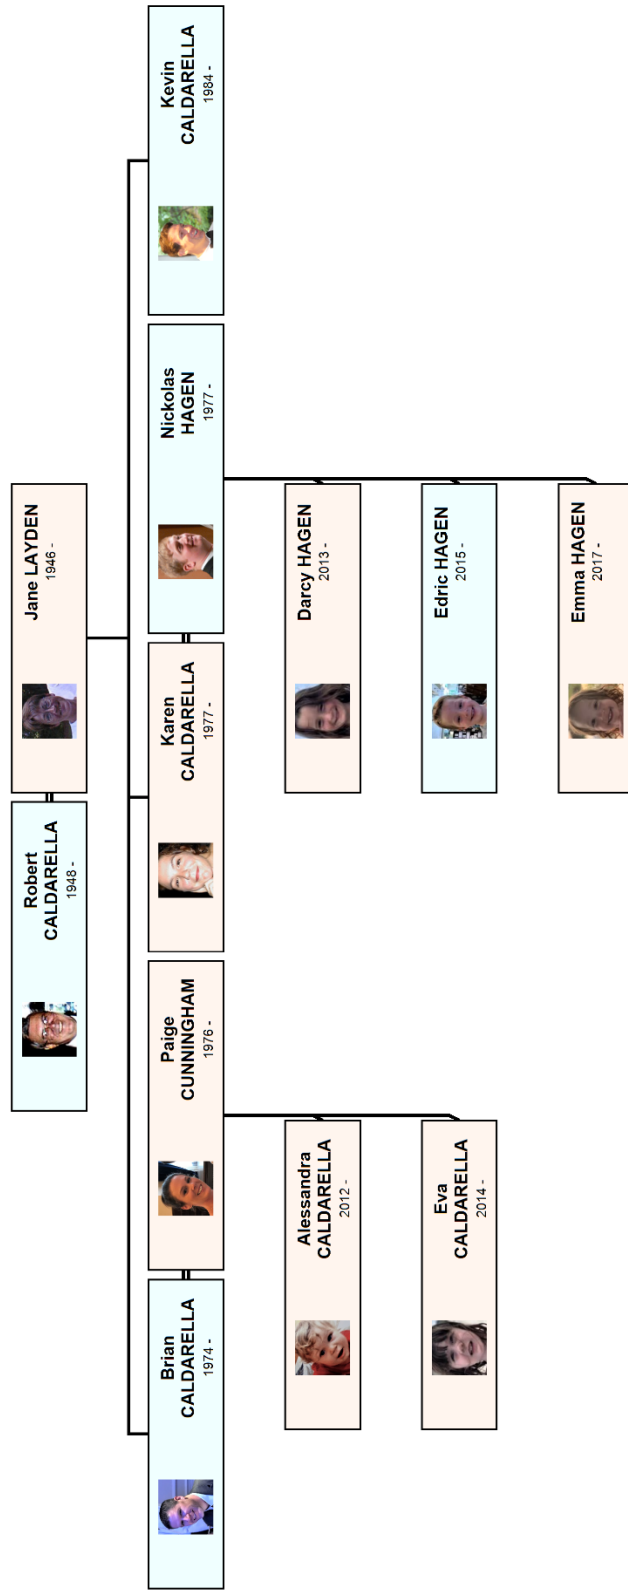 Robert
CALDARELLA
1948 -
Jane LAYDEN
1946 -
Brian
CALDARELLA
1974 -
Paige
CUNNINGHAM
1976 -
Karen
CALDARELLA
1977 -
Nickolas
HAGEN
1977 -
Kevin
CALDARELLA
1984 -
Alessandra
CALDARELLA
2012 -
Darcy HAGEN
2013 -
Eva
CALDARELLA
2014 -
Edric HAGEN
2015 -
Emma HAGEN
2017 -